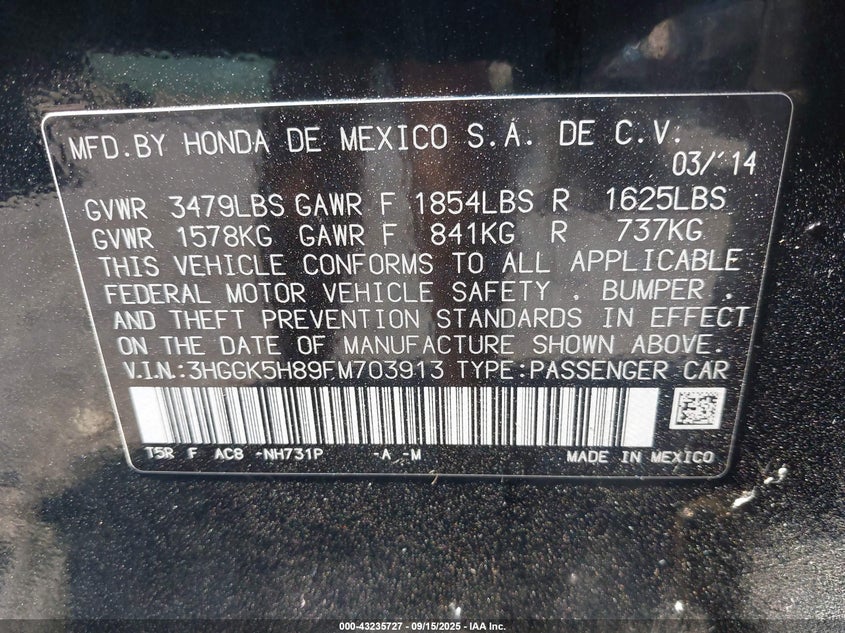 MFD.BY HONDA DE MEXICO S.A. DE C.V.
03/'14
GVWR 3479LBS GAWR F 1854LBS R 1625LBS
GVWR 1578KG GAWR F 841KG R 737KG
THIS VEHICLE CONFORMS TO ALL APPLICABLE
FEDERAL MOTOR VEHICLE SAFETY . BUMPER .
AND THEFT PREVENTION STANDARDS IN EFFECT
ON THE DATE OF MANUFACTURE SHOWN ABOVE.
V.I.N.:3HGGK5H89FM703913 TYPE:PASSENGER CAR
T5R F AC8 -NH731P -A -M MADE IN MEXICO
000-43235727 - 09/15/2025 - IAA Inc.